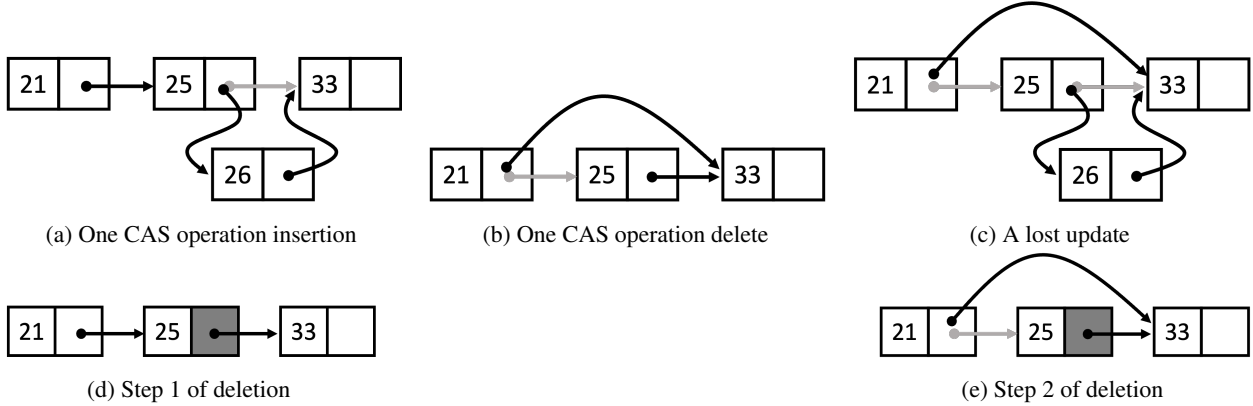 21 25 33
26
(a) One CAS operation insertion
21 25 33
(b) One CAS operation delete
21 25 33
26
(c) A lost update
21 25 33
(d) Step 1 of deletion
21 25 33
(e) Step 2 of deletion